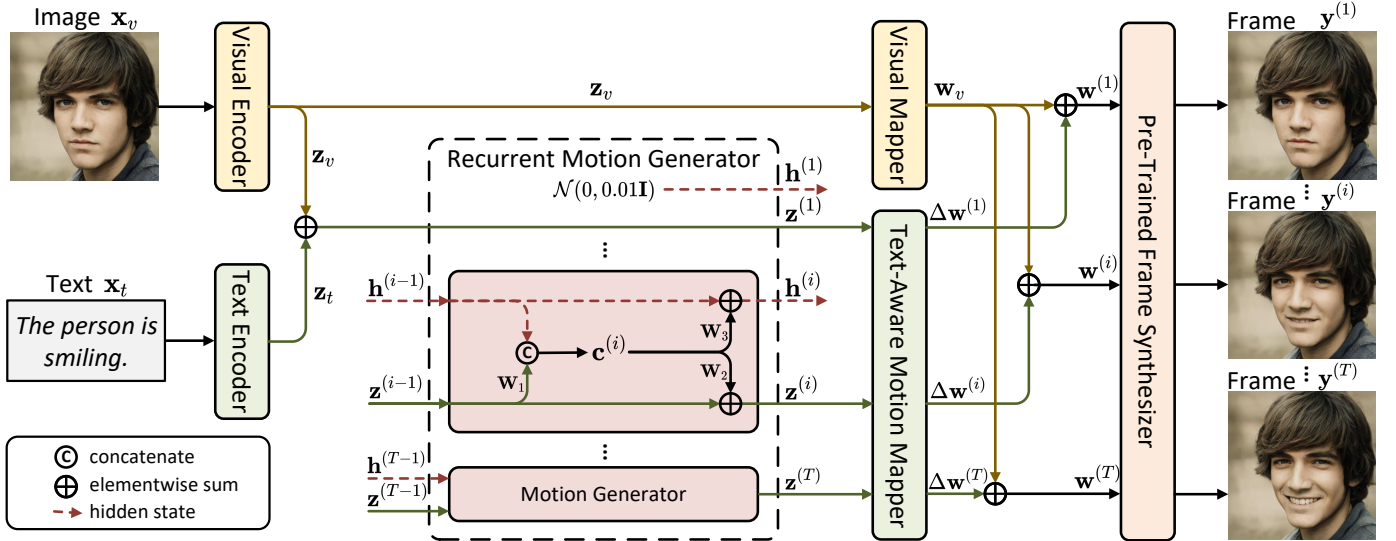 Image x_v
Visual Encoder
z_v
z_v
Text x_t
The person is
smiling.
Text Encoder
z_t
Recurrent Motion Generator
𝒩(0, 0.01I)
h^(1)
z^(1)
⋮
h^(i−1)
h^(i)
W_3
C
c^(i)
W_1
W_2
z^(i−1)
z^(i)
⋮
h^(T−1)
z^(T−1)
Motion Generator
z^(T)
C concatenate
⊕ elementwise sum
hidden state
Visual Mapper
w_v
Text-Aware Motion Mapper
Δw^(1)
Δw^(i)
Δw^(T)
w^(1)
w^(i)
w^(T)
Pre-Trained Frame Synthesizer
Frame y^(1)
Frame ⋮ y^(i)
Frame ⋮ y^(T)